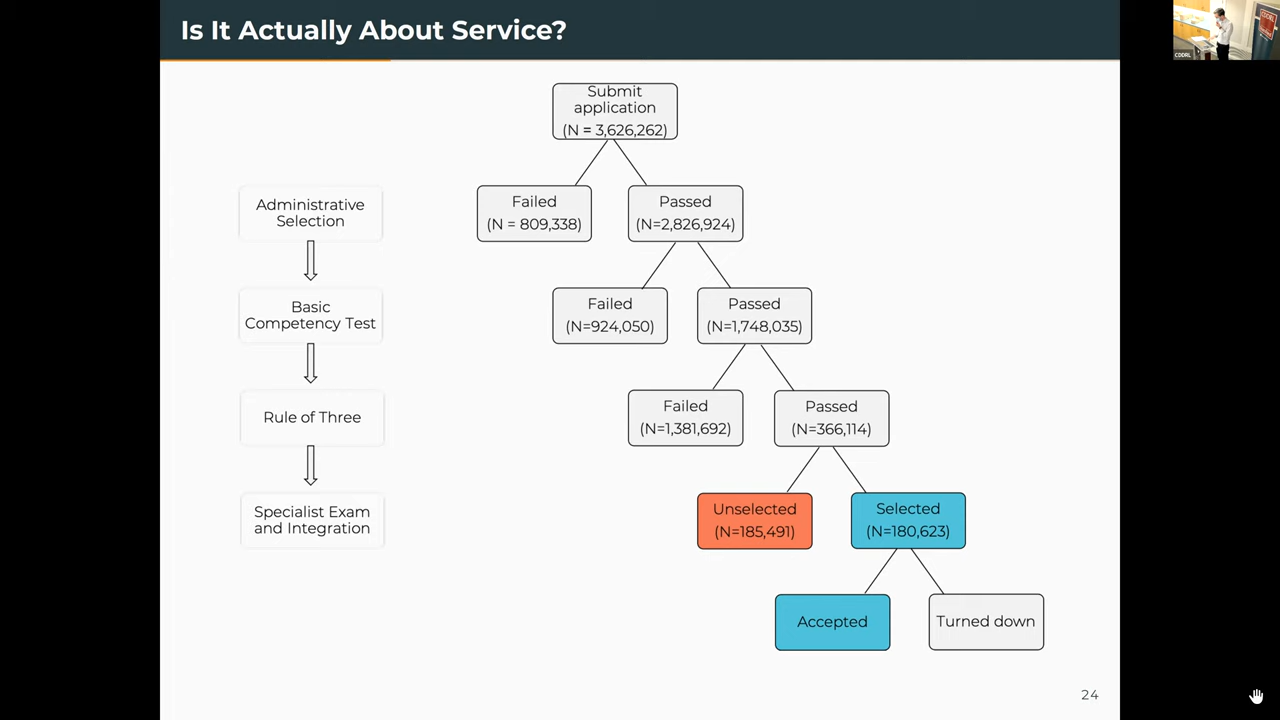 Is It Actually About Service?
CDDRL
Submit
application
(N = 3,626,262)
Administrative
Selection
Failed
(N = 809,338)
Passed
(N=2,826,924)
Basic
Competency Test
Failed
(N=924,050)
Passed
(N=1,748,035)
Rule of Three
Failed
(N=1,381,692)
Passed
(N=366,114)
Specialist Exam
and Integration
Unselected
(N=185,491)
Selected
(N=180,623)
Accepted
Turned down
24